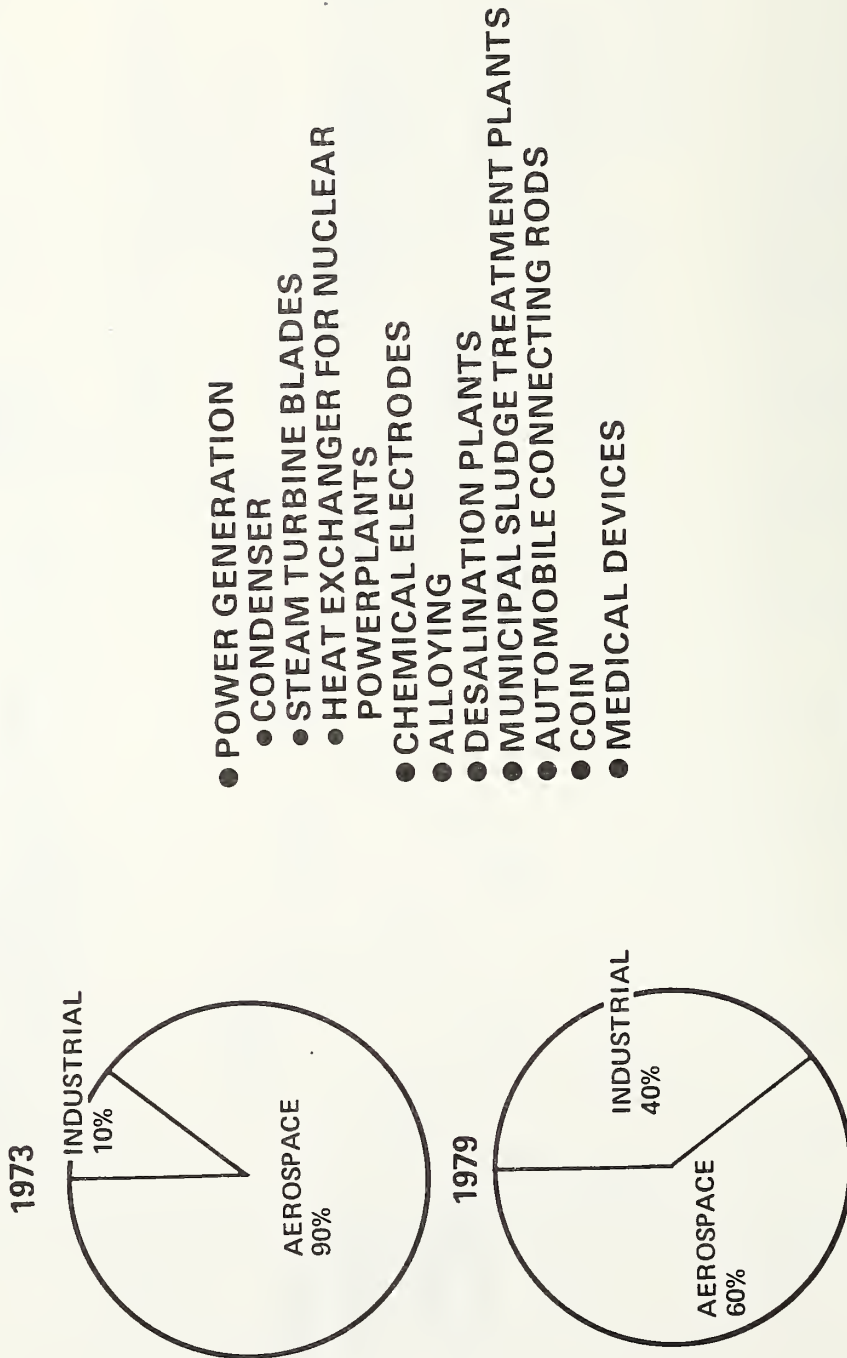 1973
INDUSTRIAL
10%
AEROSPACE
90%
1979
INDUSTRIAL
40%
AEROSPACE
60%
● POWER GENERATION
● CONDENSER
● STEAM TURBINE BLADES
● HEAT EXCHANGER FOR NUCLEAR
POWERPLANTS
● CHEMICAL ELECTRODES
● ALLOYING
● DESALINATION PLANTS
● MUNICIPAL SLUDGE TREATMENT PLANTS
● AUTOMOBILE CONNECTING RODS
● COIN
● MEDICAL DEVICES